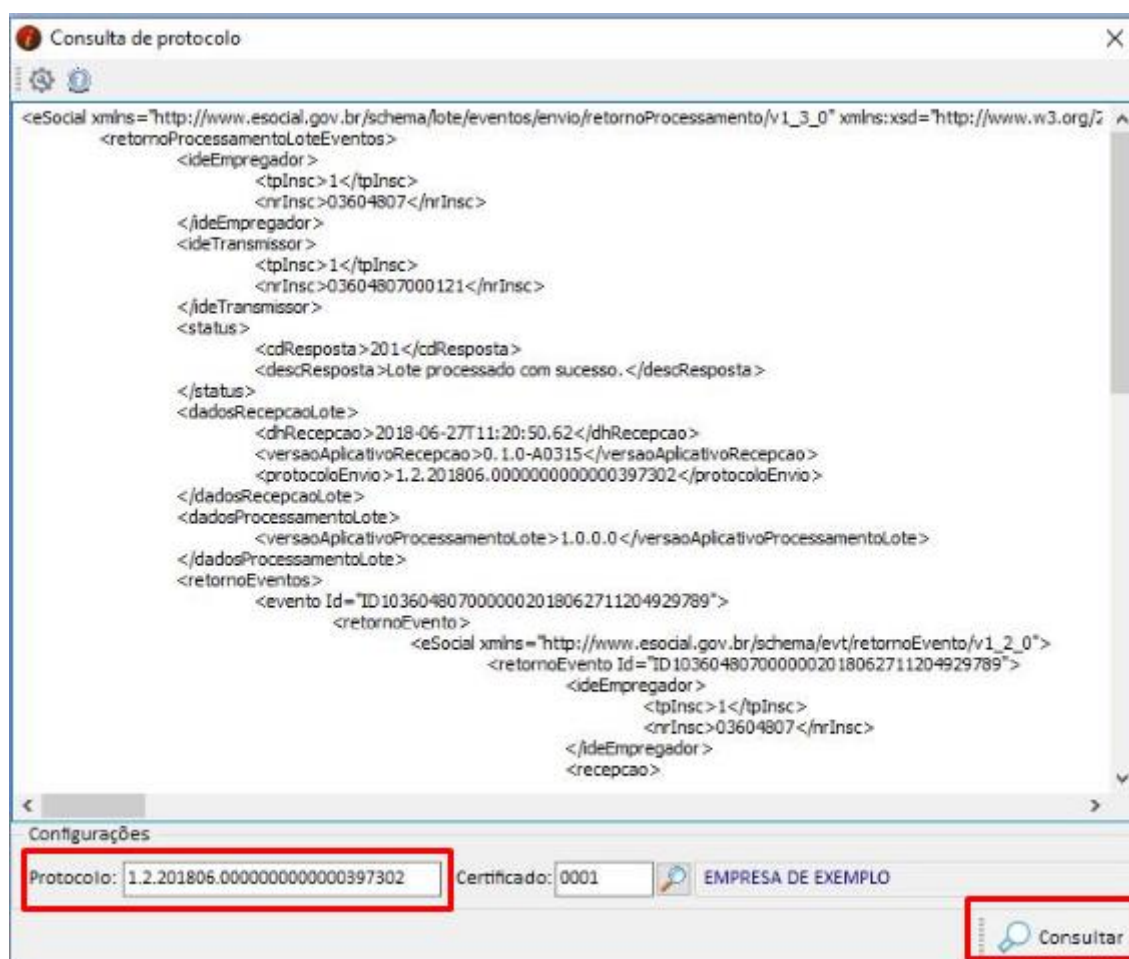 Consulta de protocolo
<eSocial xmlns="http://www.esocial.gov.br/schema/lote/eventos/envio/retornoProcessamento/v1_3_0" xmlns:xsd="http://www.w3.org/2
<retornoProcessamentoLoteEventos>
<ideEmpregador>
<tpInsc>1</tpInsc>
<nrInsc>03604807</nrInsc>
</ideEmpregador>
<ideTransmissor>
<tpInsc>1</tpInsc>
<nrInsc>03604807000121</nrInsc>
</ideTransmissor>
<status>
<cdResposta>201</cdResposta>
<descResposta>Lote processado com sucesso.</descResposta>
</status>
<dadosRecepcaoLote>
<dhRecepcao>2018-06-27T11:20:50.62</dhRecepcao>
<versaoAplicativoRecepcao>0.1.0-A0315</versaoAplicativoRecepcao>
<protocoloEnvio>1.2.201806.0000000000000397302</protocoloEnvio>
</dadosRecepcaoLote>
<dadosProcessamentoLote>
<versaoAplicativoProcessamentoLote>1.0.0.0</versaoAplicativoProcessamentoLote>
</dadosProcessamentoLote>
<retornoEventos>
<evento Id="ID1036048070000002018062711204929789">
<retornoEvento>
<eSocial xmlns="http://www.esocial.gov.br/schema/evt/retornoEvento/v1_2_0">
<retornoEvento Id="ID1036048070000002018062711204929789">
<ideEmpregador>
<tpInsc>1</tpInsc>
<nrInsc>03604807</nrInsc>
</ideEmpregador>
<recepcao>
Configurações
Protocolo: 1.2.201806.0000000000000397302 Certificado: 0001 EMPRESA DE EXEMPLO
Consultar